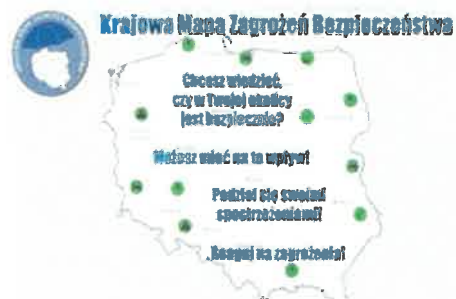 Krajowa Mapa Zagrożeń Bezpieczeństwa
Chcesz wiedzieć,
czy w Twojej okolicy
jest bezpiecznie?
Możesz mieć na to wpływ!
Podziel się swoimi
spostrzeżeniami!
Reaguj na zagrożenia!